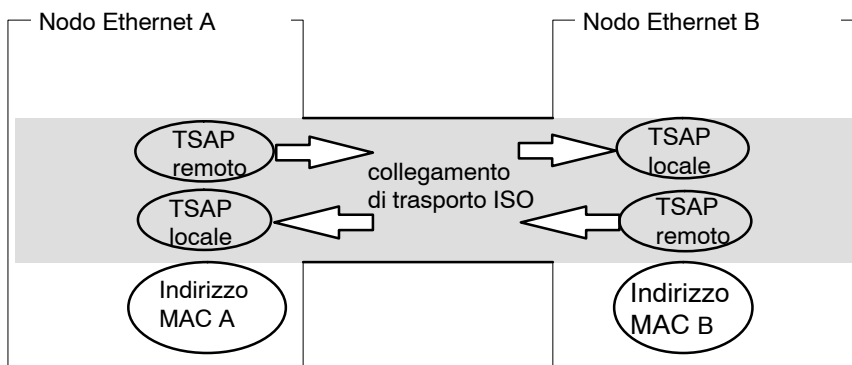 Nodo Ethernet A
Nodo Ethernet B
TSAP
remoto
TSAP
locale
collegamento
di trasporto ISO
TSAP
locale
TSAP
remoto
Indirizzo
MAC A
Indirizzo
MAC B